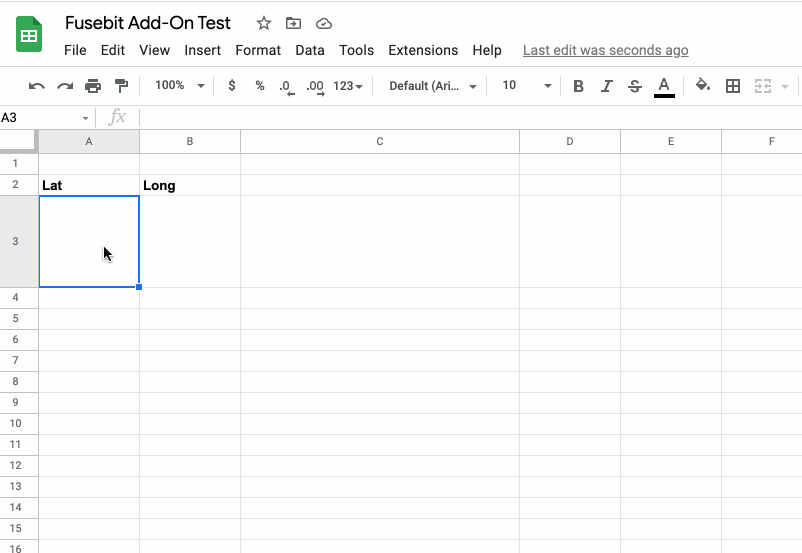 Fusebit Add-On Test
File Edit View Insert Format Data Tools Extensions Help Last edit was seconds ago
100% $ % .0 .00 123 Default (Ari... 10 B I S A
A3 fx
A B C D E F
1
2 Lat Long
3
4
5
6
7
8
9
10
11
12
13
14
15
16